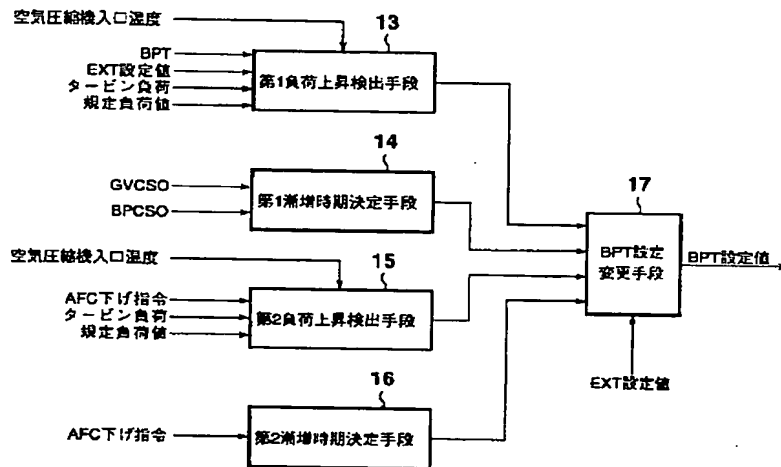 空気圧縮機入口温度
13
BPT
EXT設定値
タービン負荷
規定負荷値
第1負荷上昇検出手段
14
GVCSO
BPCSO
第1漸増時期決定手段
17
BPT設定
変更手段
BPT設定値
EXT設定値
空気圧縮機入口温度
15
AFC下げ指令
タービン負荷
規定負荷値
第2負荷上昇検出手段
16
AFC下げ指令
第2漸増時期決定手段